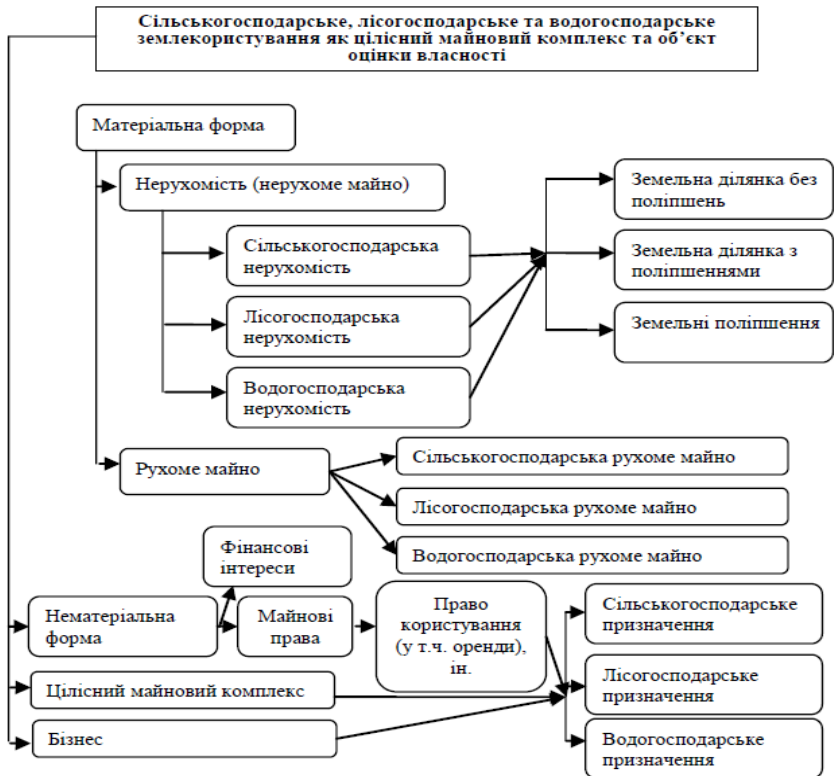 Сільськогосподарське, лісогосподарське та водогосподарське
землекористування як цілісний майновий комплекс та об’єкт
оцінки власності
Матеріальна форма
Нерухомість (нерухоме майно)
Земельна ділянка без
поліпшень
Сільськогосподарська
нерухомість
Земельна ділянка з
поліпшеннями
Лісогосподарська
нерухомість
Земельні поліпшення
Водогосподарська
нерухомість
Рухоме майно
Сільськогосподарська рухоме майно
Лісогосподарська рухоме майно
Водогосподарська рухоме майно
Фінансові
інтереси
Нематеріальна
форма
Майнові
права
Право
користування
(у т.ч. оренди),
ін.
Сільськогосподарське
призначення
Цілісний майновий комплекс
Лісогосподарське
призначення
Бізнес
Водогосподарське
призначення